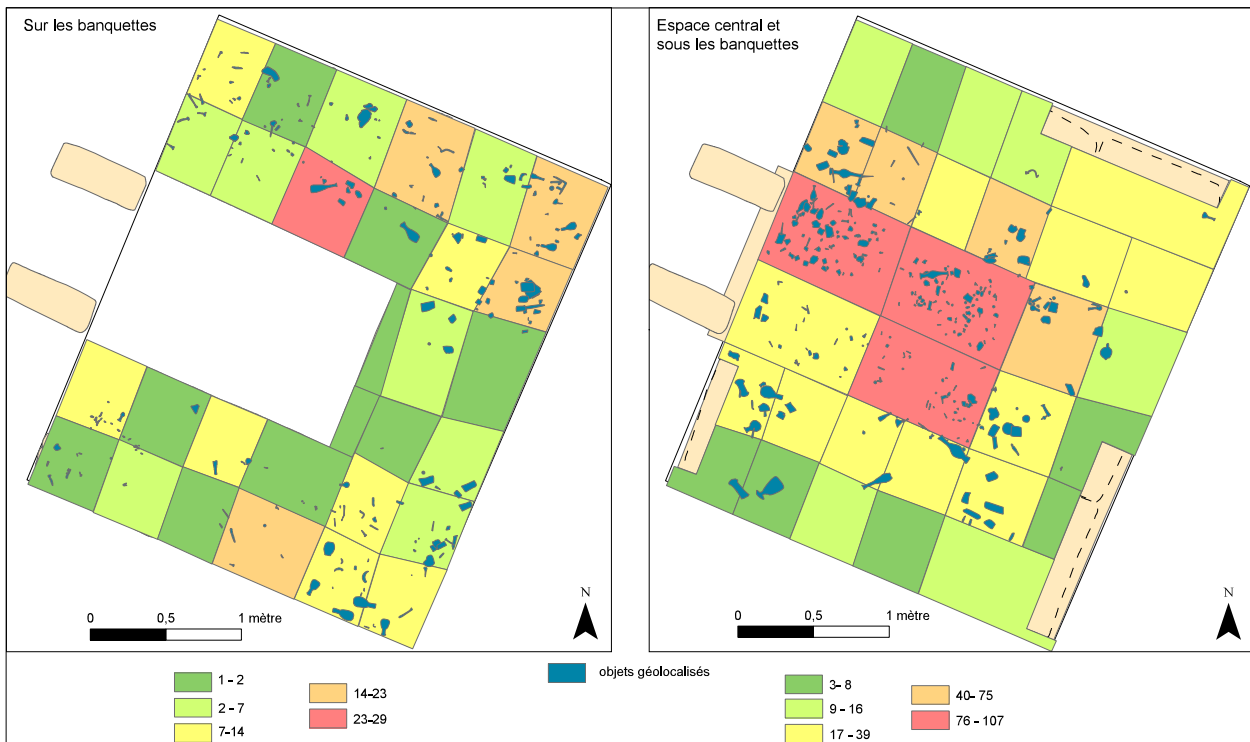 Sur les banquettes
N
0 0,5 1 mètre
Espace central et
sous les banquettes
N
0 0,5 1 mètre
1 - 2
2 - 7
7-14
14-23
23-29
objets géolocalisés
3- 8
9 - 16
17 - 39
40- 75
76 - 107